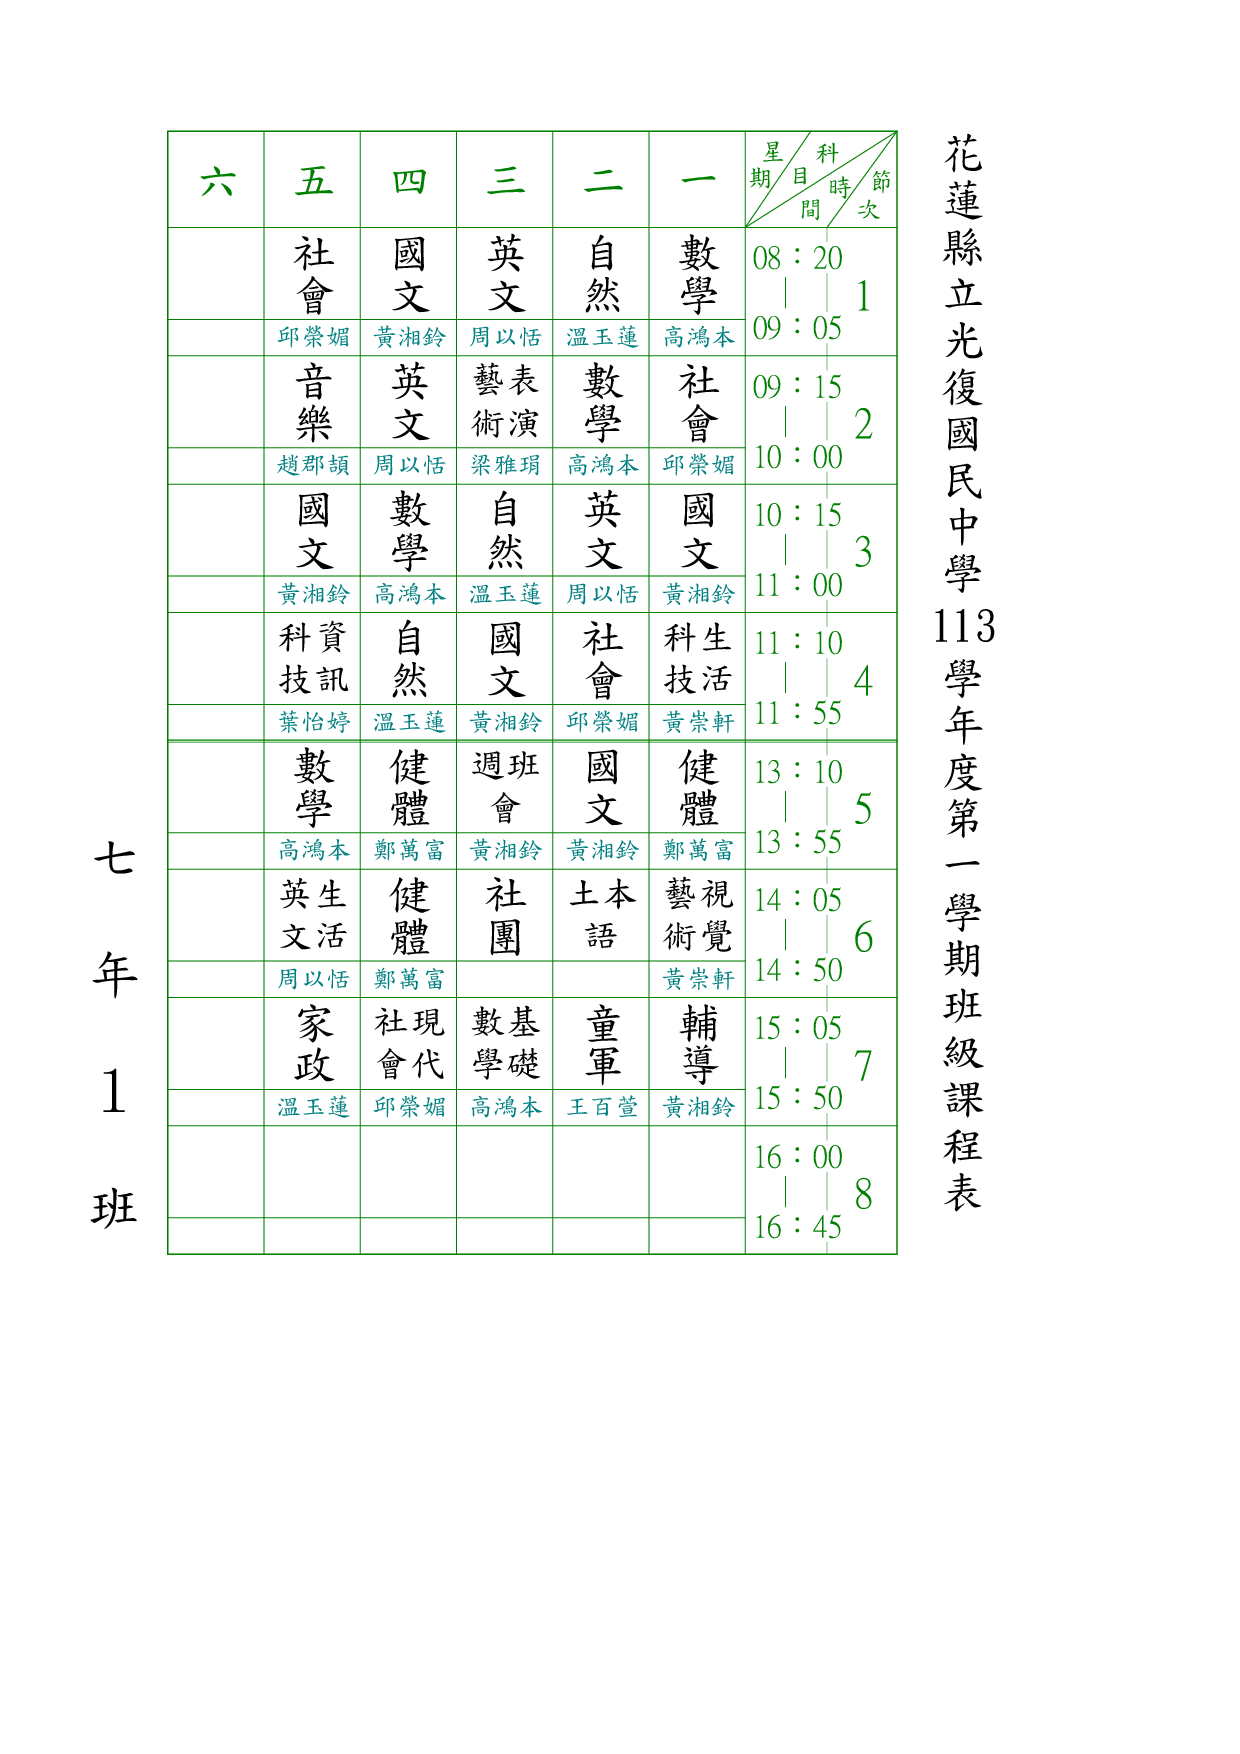 花蓮縣立光復國民中學113學年度第一學期班級課程表
星期 科目 時間 節次
一 二 三 四 五 六
1 08：20｜09：05
數學 自然 英文 國文 社會
高鴻本 溫玉蓮 周以恬 黃湘鈴 邱榮媚
2 09：15｜10：00
社會 數學 表演藝術 英文 音樂
邱榮媚 高鴻本 梁雅琄 周以恬 趙郡頡
3 10：15｜11：00
國文 英文 自然 數學 國文
黃湘鈴 周以恬 溫玉蓮 高鴻本 黃湘鈴
4 11：10｜11：55
生活科技 社會 國文 自然 資訊科技
黃崇軒 邱榮媚 黃湘鈴 溫玉蓮 葉怡婷
5 13：10｜13：55
健體 國文 班週會 健體 數學
鄭萬富 黃湘鈴 黃湘鈴 鄭萬富 高鴻本
6 14：05｜14：50
視覺藝術 本土語 社團 健體 生活英文
黃崇軒 鄭萬富 周以恬
7 15：05｜15：50
輔導 童軍 基礎數學 現代社會 家政
黃湘鈴 王百萱 高鴻本 邱榮媚 溫玉蓮
8 16：00｜16：45
七年1班